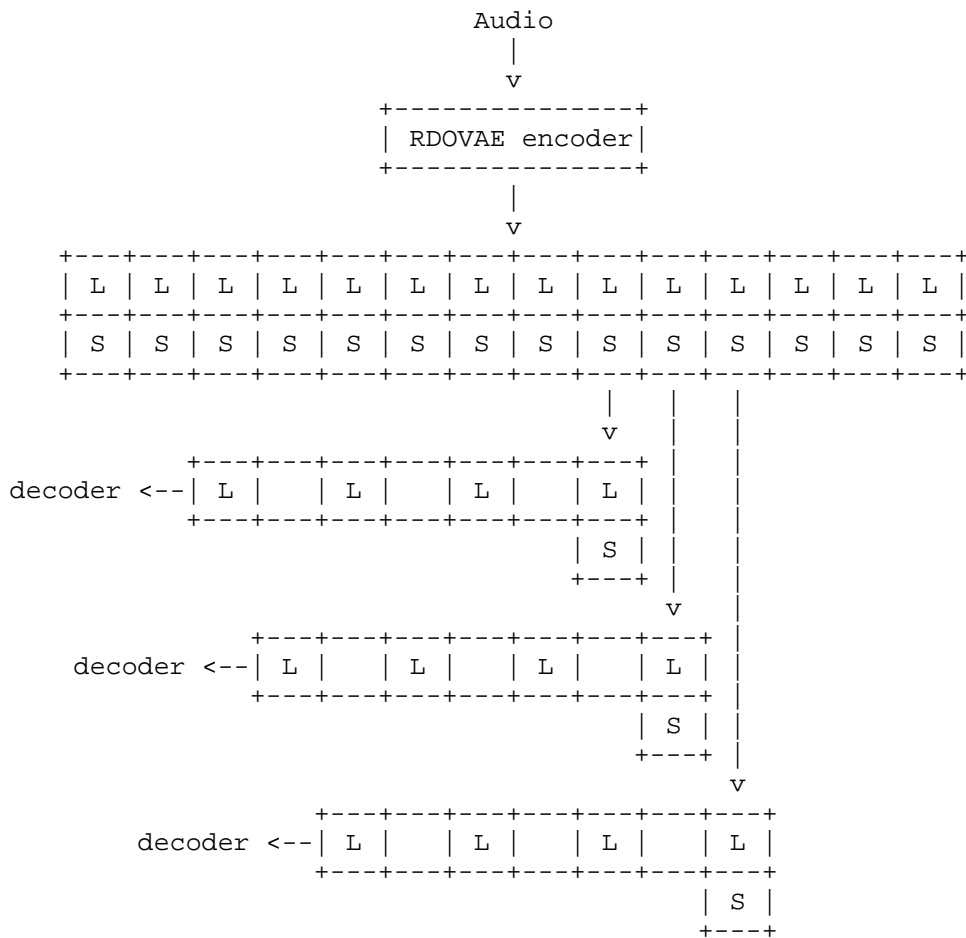 Audio
|
v
+---------------+
| RDOVAE encoder|
+---------------+
|
v
+---+---+---+---+---+---+---+---+---+---+---+---+---+---+
| L | L | L | L | L | L | L | L | L | L | L | L | L | L |
+---+---+---+---+---+---+---+---+---+---+---+---+---+---+
| S | S | S | S | S | S | S | S | S | S | S | S | S | S |
+---+---+---+---+---+---+---+---+---+---+---+---+---+---+
| | |
v | |
+---+---+---+---+---+---+---+ | |
decoder <--| L |   | L |   | L |   | L | | |
+---+---+---+---+---+---+---+ | |
| S | | |
+---+ | |
v |
+---+---+---+---+---+---+---+ |
decoder <--| L |   | L |   | L |   | L | |
+---+---+---+---+---+---+---+ |
| S | |
+---+ |
v
+---+---+---+---+---+---+---+
decoder <--| L |   | L |   | L |   | L |
+---+---+---+---+---+---+---+
| S |
+---+